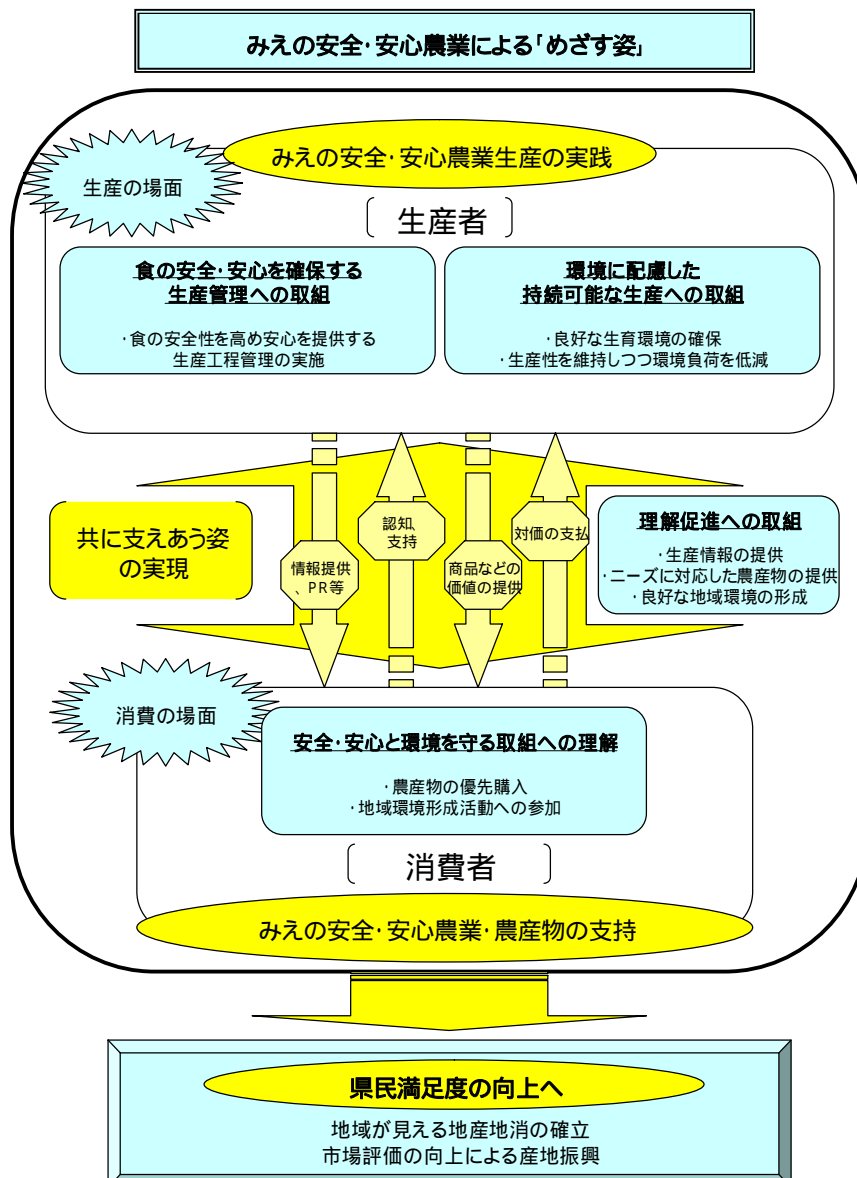 みえの安全・安心農業による「めざす姿」
みえの安全・安心農業生産の実践
生産の場面
〔生産者〕
食の安全・安心を確保する
生産管理への取組
・食の安全性を高め安心を提供する
生産工程管理の実施
環境に配慮した
持続可能な生産への取組
・良好な生育環境の確保
・生産性を維持しつつ環境負荷を低減
共に支えあう姿
の実現
情報提供
、PR等
認知、
支持
商品などの
価値の提供
対価の支払
理解促進への取組
・生産情報の提供
・ニーズに対応した農産物の提供
・良好な地域環境の形成
消費の場面
安全・安心と環境を守る取組への理解
・農産物の優先購入
・地域環境形成活動への参加
〔消費者〕
みえの安全・安心農業・農産物の支持
県民満足度の向上へ
地域が見える地産地消の確立
市場評価の向上による産地振興